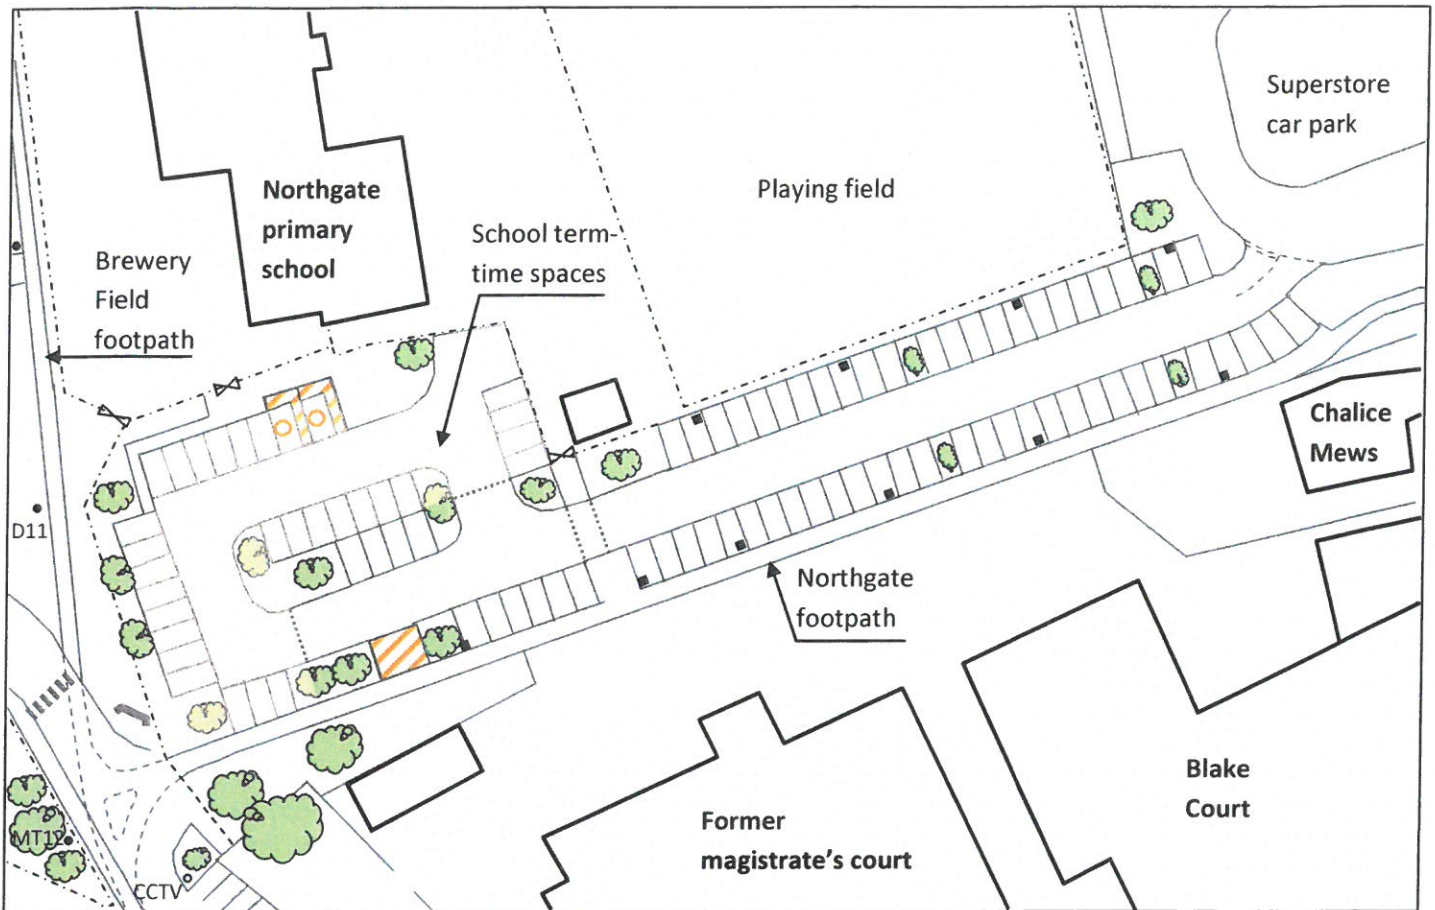 Superstore
car park
Playing field
Northgate
primary
school
School term-
time spaces
Brewery
Field
footpath
Chalice
Mews
D11
Northgate
footpath
Blake
Court
Former
magistrate's court
MT12
CCTV